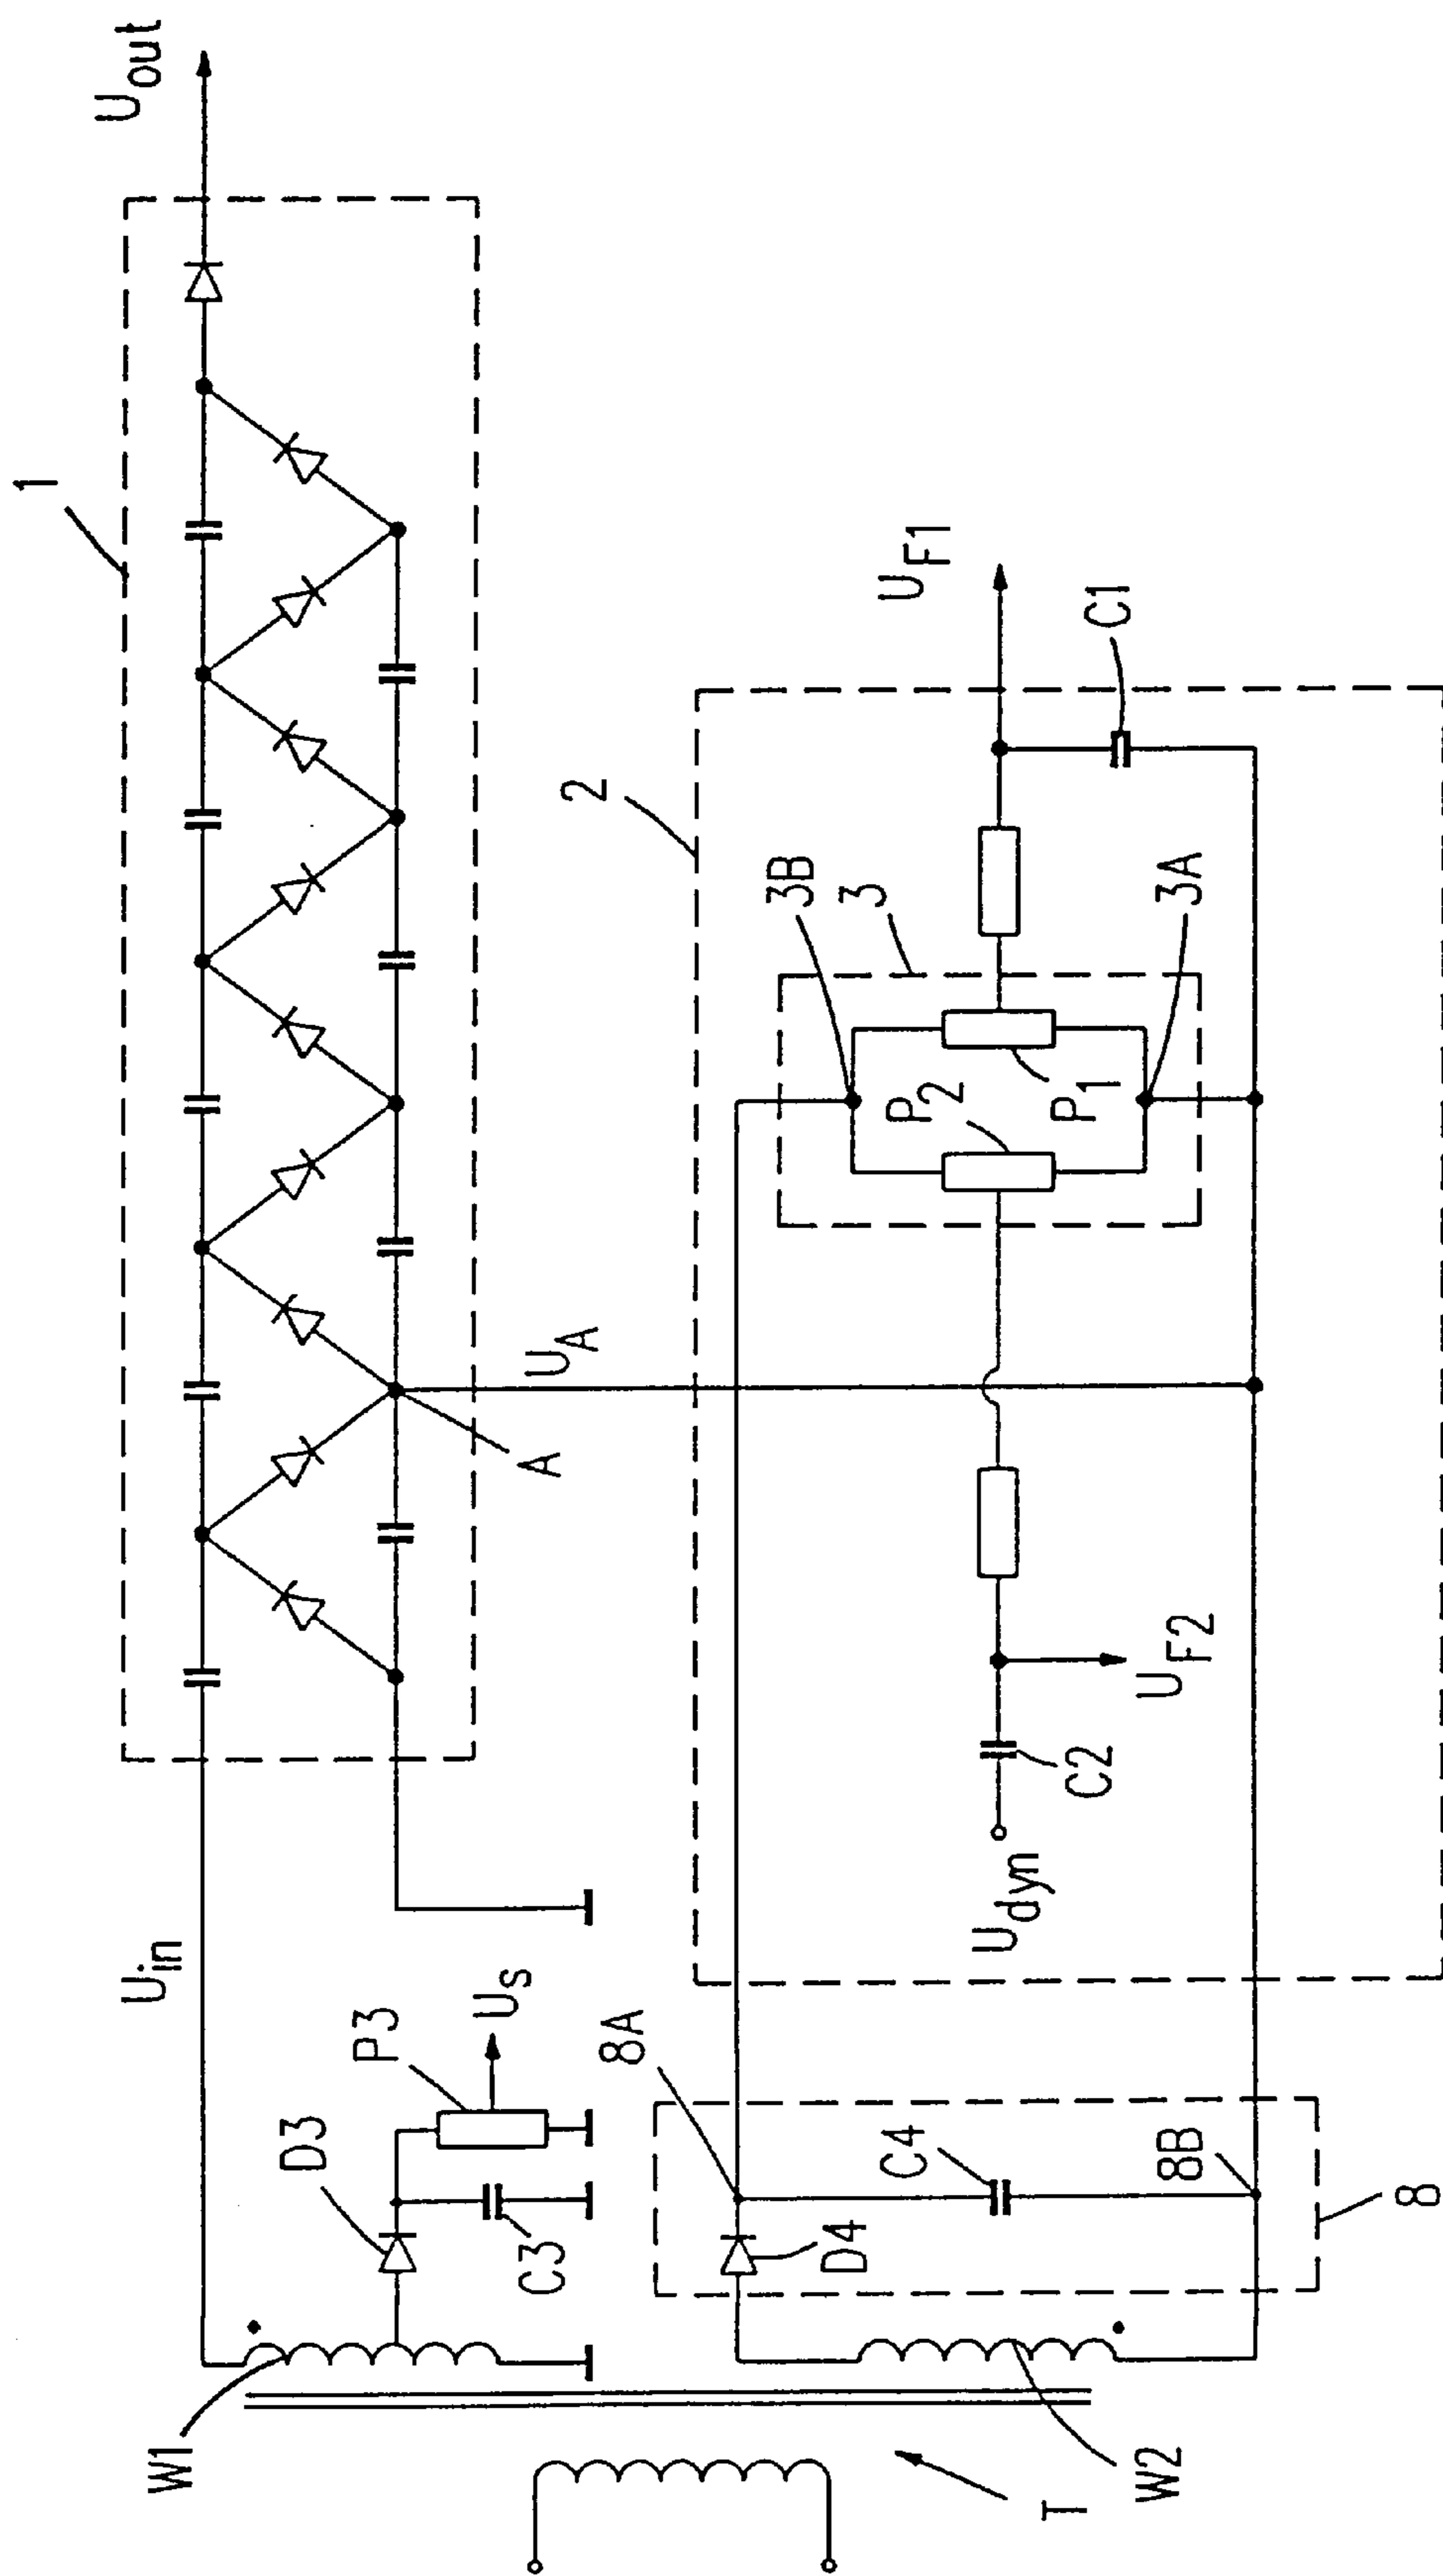 1
U_out
U_in
W1
D3
P3
U_s
C3
U_A
A
2
8A
3B
3
U_F1
P_2
P_1
3A
C1
D4
C4
8B
8
U_dyn
C2
U_F2
W2
T